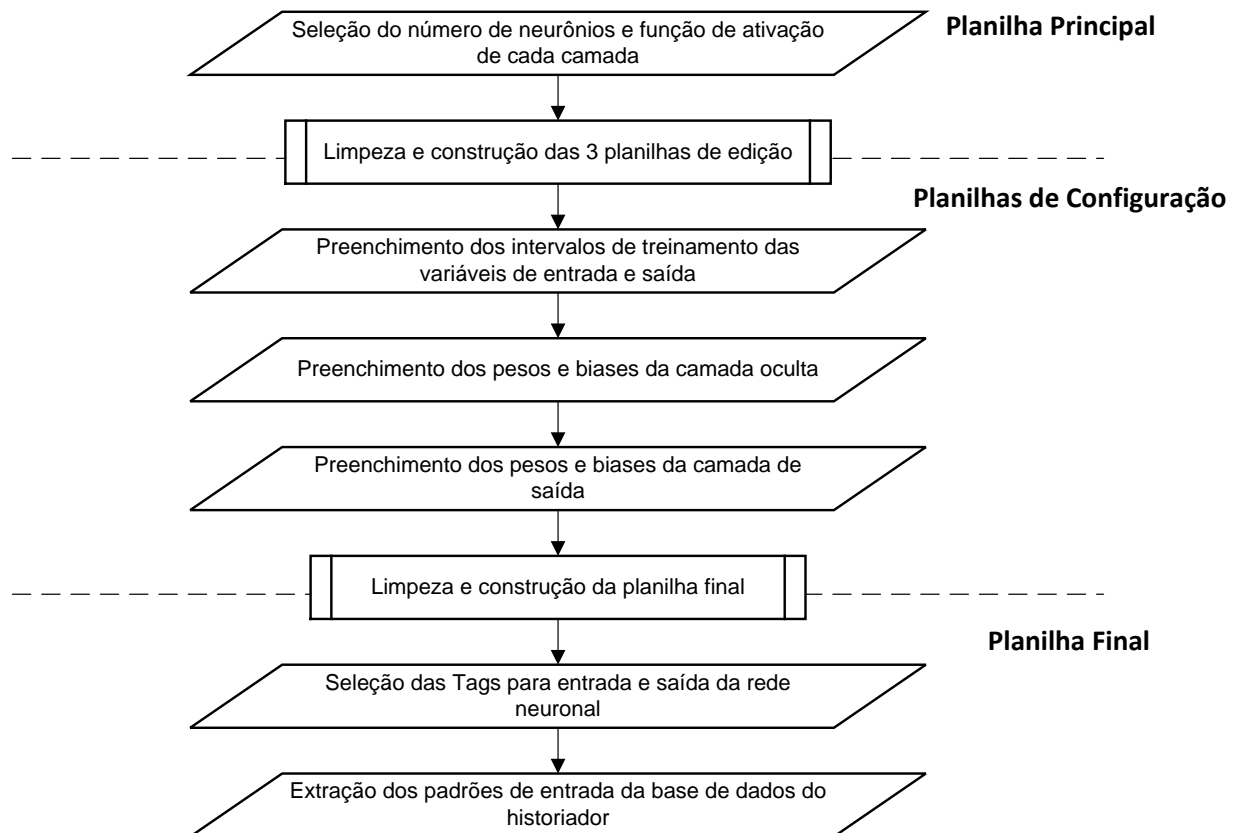 Seleção do número de neurônios e função de ativação
de cada camada
Planilha Principal
Limpeza e construção das 3 planilhas de edição
Planilhas de Configuração
Preenchimento dos intervalos de treinamento das
variáveis de entrada e saída
Preenchimento dos pesos e biases da camada oculta
Preenchimento dos pesos e biases da camada de
saída
Limpeza e construção da planilha final
Planilha Final
Seleção das Tags para entrada e saída da rede
neuronal
Extração dos padrões de entrada da base de dados do
historiador